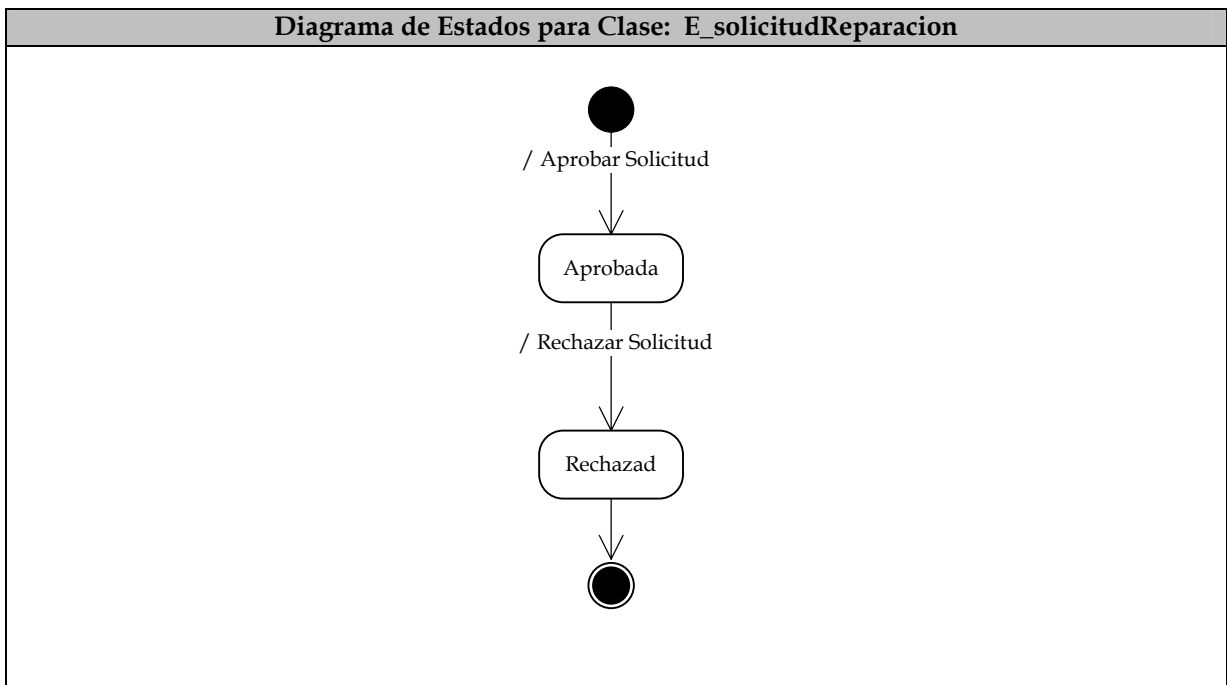 Diagrama de Estados para Clase: E_solicitudReparacion
/ Aprobar Solicitud
Aprobada
/ Rechazar Solicitud
Rechazad